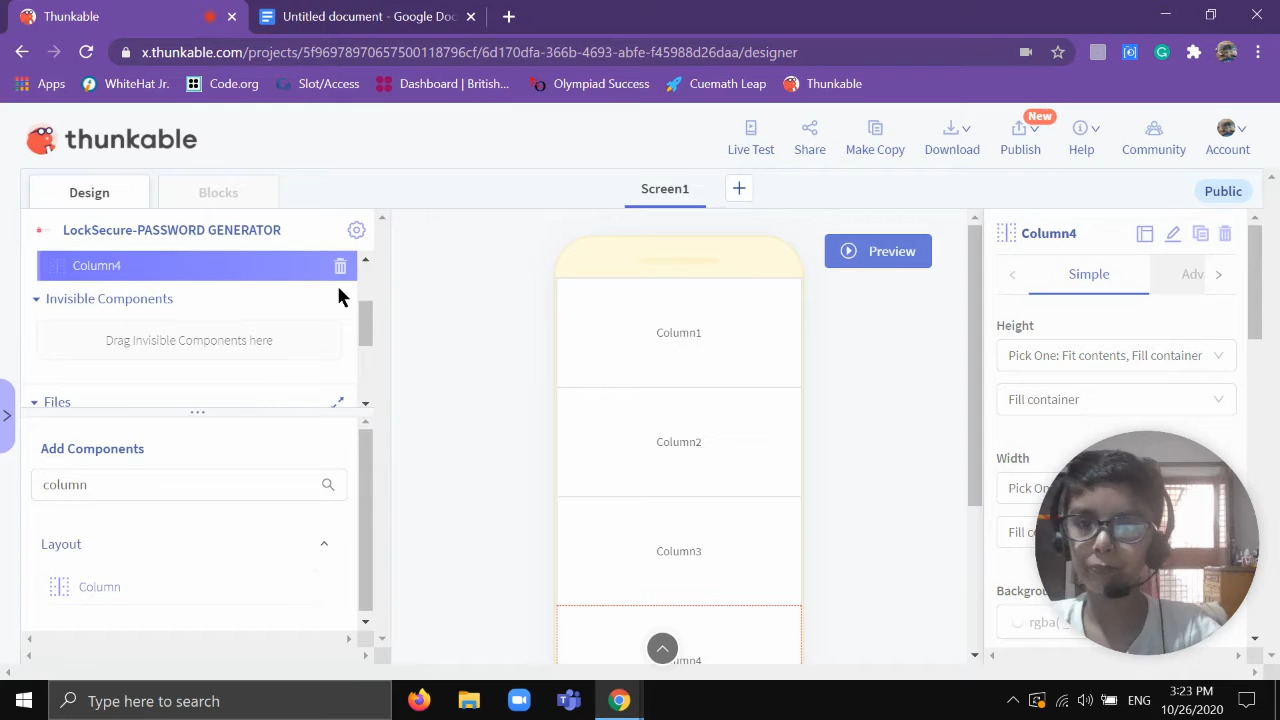 Thunkable
Untitled document - Google Doc
x.thunkable.com/projects/5f96978970657500118796cf/6d170dfa-366b-4693-abfe-f45988d26daa/designer
Apps WhiteHat Jr. Code.org Slot/Access Dashboard | British... Olympiad Success Cuemath Leap Thunkable
thunkable
New
Live Test Share Make Copy Download Publish Help Community Account
Design Blocks
Screen1
Public
LockSecure-PASSWORD GENERATOR
Column4
Invisible Components
Drag Invisible Components here
Files
Add Components
column
Layout
Column
Preview
Column1
Column2
Column3
Column4
Simple
Adv
Height
Pick One: Fit contents, Fill container
Fill container
Width
Pick On
Fill c
Backgrou
rgba(
Type here to search
ENG
3:23 PM
10/26/2020